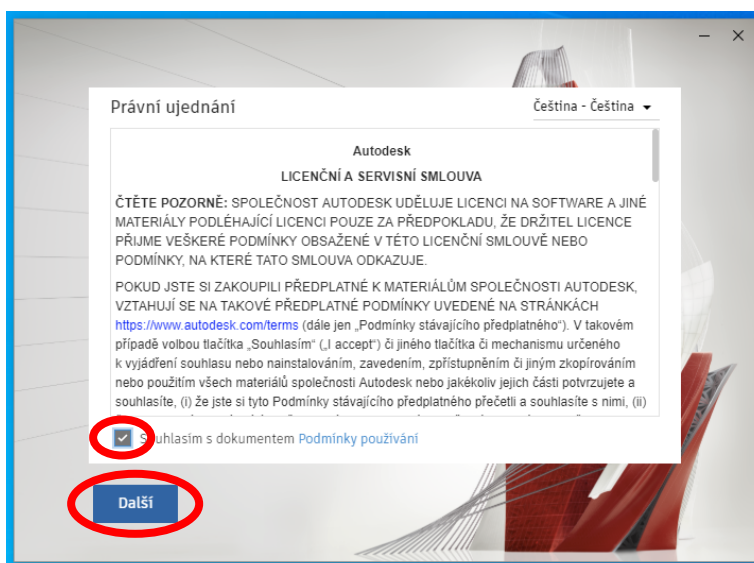 Právní ujednání
Čeština - Čeština
Autodesk
LICENČNÍ A SERVISNÍ SMLOUVA
ČTĚTE POZORNĚ: SPOLEČNOST AUTODESK UDĚLUJE LICENCI NA SOFTWARE A JINÉ
MATERIÁLY PODLÉHAJÍCÍ LICENCI POUZE ZA PŘEDPOKLADU, ŽE DRŽITEL LICENCE
PŘIJME VEŠKERÉ PODMÍNKY OBSAŽENÉ V TÉTO LICENČNÍ SMLOUVĚ NEBO
PODMÍNKY, NA KTERÉ TATO SMLOUVA ODKAZUJE.
POKUD JSTE SI ZAKOUPILI PŘEDPLATNÉ K MATERIÁLŮM SPOLEČNOSTI AUTODESK,
VZTAHUJÍ SE NA TAKOVÉ PŘEDPLATNÉ PODMÍNKY UVEDENÉ NA STRÁNKÁCH
https://www.autodesk.com/terms (dále jen „Podmínky stávajícího předplatného“). V takovém
případě volbou tlačítka „Souhlasím“ („I accept“) či jiného tlačítka či mechanismu určeného
k vyjádření souhlasu nebo nainstalováním, zavedením, zpřístupněním či jiným zkopírováním
nebo použitím všech materiálů společnosti Autodesk nebo jakékoliv jejich části potvrzujete a
souhlasíte, (i) že jste si tyto Podmínky stávajícího předplatného přečetli a souhlasíte s nimi, (ii)
Souhlasím s dokumentem Podmínky používání
Další